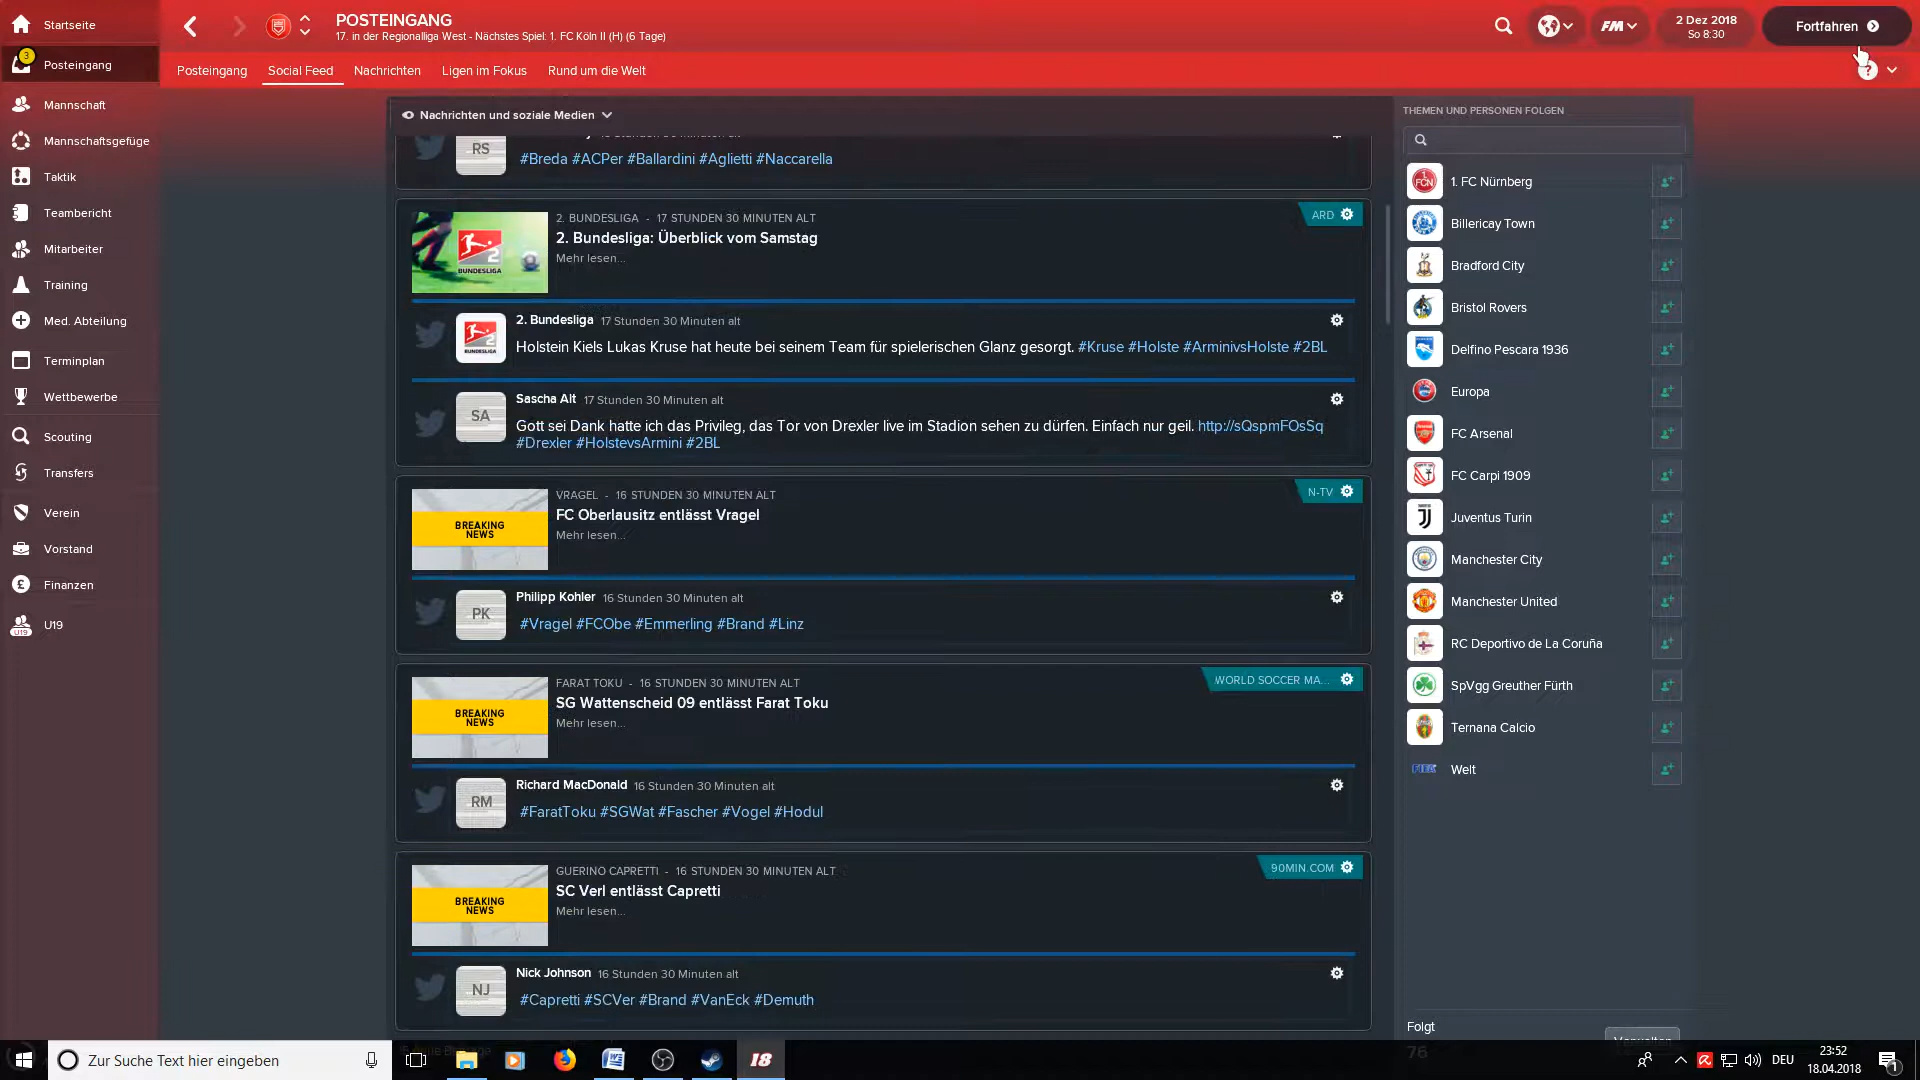 Startseite
3
Posteingang
Mannschaft
Mannschaftsgefüge
Taktik
Teambericht
Mitarbeiter
Training
Med. Abteilung
Terminplan
Wettbewerbe
Scouting
Transfers
Verein
Vorstand
Finanzen
U19
U19
POSTEINGANG
17. in der Regionalliga West - Nächstes Spiel: 1. FC Köln II (H) (6 Tage)
FM
2 Dez 2018
So 8:30
Fortfahren
Posteingang Social Feed Nachrichten Ligen im Fokus Rund um die Welt
?
Nachrichten und soziale Medien
RS
#Breda #ACPer #Ballardini #Aglietti #Naccarella
2. BUNDESLIGA - 17 STUNDEN 30 MINUTEN ALT
ARD
2. Bundesliga: Überblick vom Samstag
Mehr lesen...
BUNDESLIGA
2. Bundesliga 17 Stunden 30 Minuten alt
BUNDESLIGA
Holstein Kiels Lukas Kruse hat heute bei seinem Team für spielerischen Glanz gesorgt. #Kruse #Holste #ArminivsHolste #2BL
Sascha Alt 17 Stunden 30 Minuten alt
SA
Gott sei Dank hatte ich das Privileg, das Tor von Drexler live im Stadion sehen zu dürfen. Einfach nur geil. http://sQspmFOsSq
#Drexler #HolstevsArmini #2BL
VRAGEL - 16 STUNDEN 30 MINUTEN ALT
N-TV
FC Oberlausitz entlässt Vragel
BREAKING
NEWS
Mehr lesen...
Philipp Kohler 16 Stunden 30 Minuten alt
PK
#Vragel #FCObe #Emmerling #Brand #Linz
FARAT TOKU - 16 STUNDEN 30 MINUTEN ALT
WORLD SOCCER MA...
SG Wattenscheid 09 entlässt Farat Toku
BREAKING
NEWS
Mehr lesen...
Richard MacDonald 16 Stunden 30 Minuten alt
RM
#FaratToku #SGWat #Fascher #Vogel #Hodul
GUERINO CAPRETTI - 16 STUNDEN 30 MINUTEN ALT
90MIN.COM
SC Verl entlässt Capretti
BREAKING
NEWS
Mehr lesen...
Nick Johnson 16 Stunden 30 Minuten alt
NJ
#Capretti #SCVer #Brand #VanEck #Demuth
THEMEN UND PERSONEN FOLGEN
1. FC Nürnberg
Billericay Town
Bradford City
Bristol Rovers
Delfino Pescara 1936
Europa
FC Arsenal
FC Carpi 1909
Juventus Turin
Manchester City
Manchester United
RC Deportivo de La Coruña
SpVgg Greuther Fürth
Ternana Calcio
FIFA Welt
Folgt
76
Verwalten
Zur Suche Text hier eingeben
18
DEU
23:52
18.04.2018
1